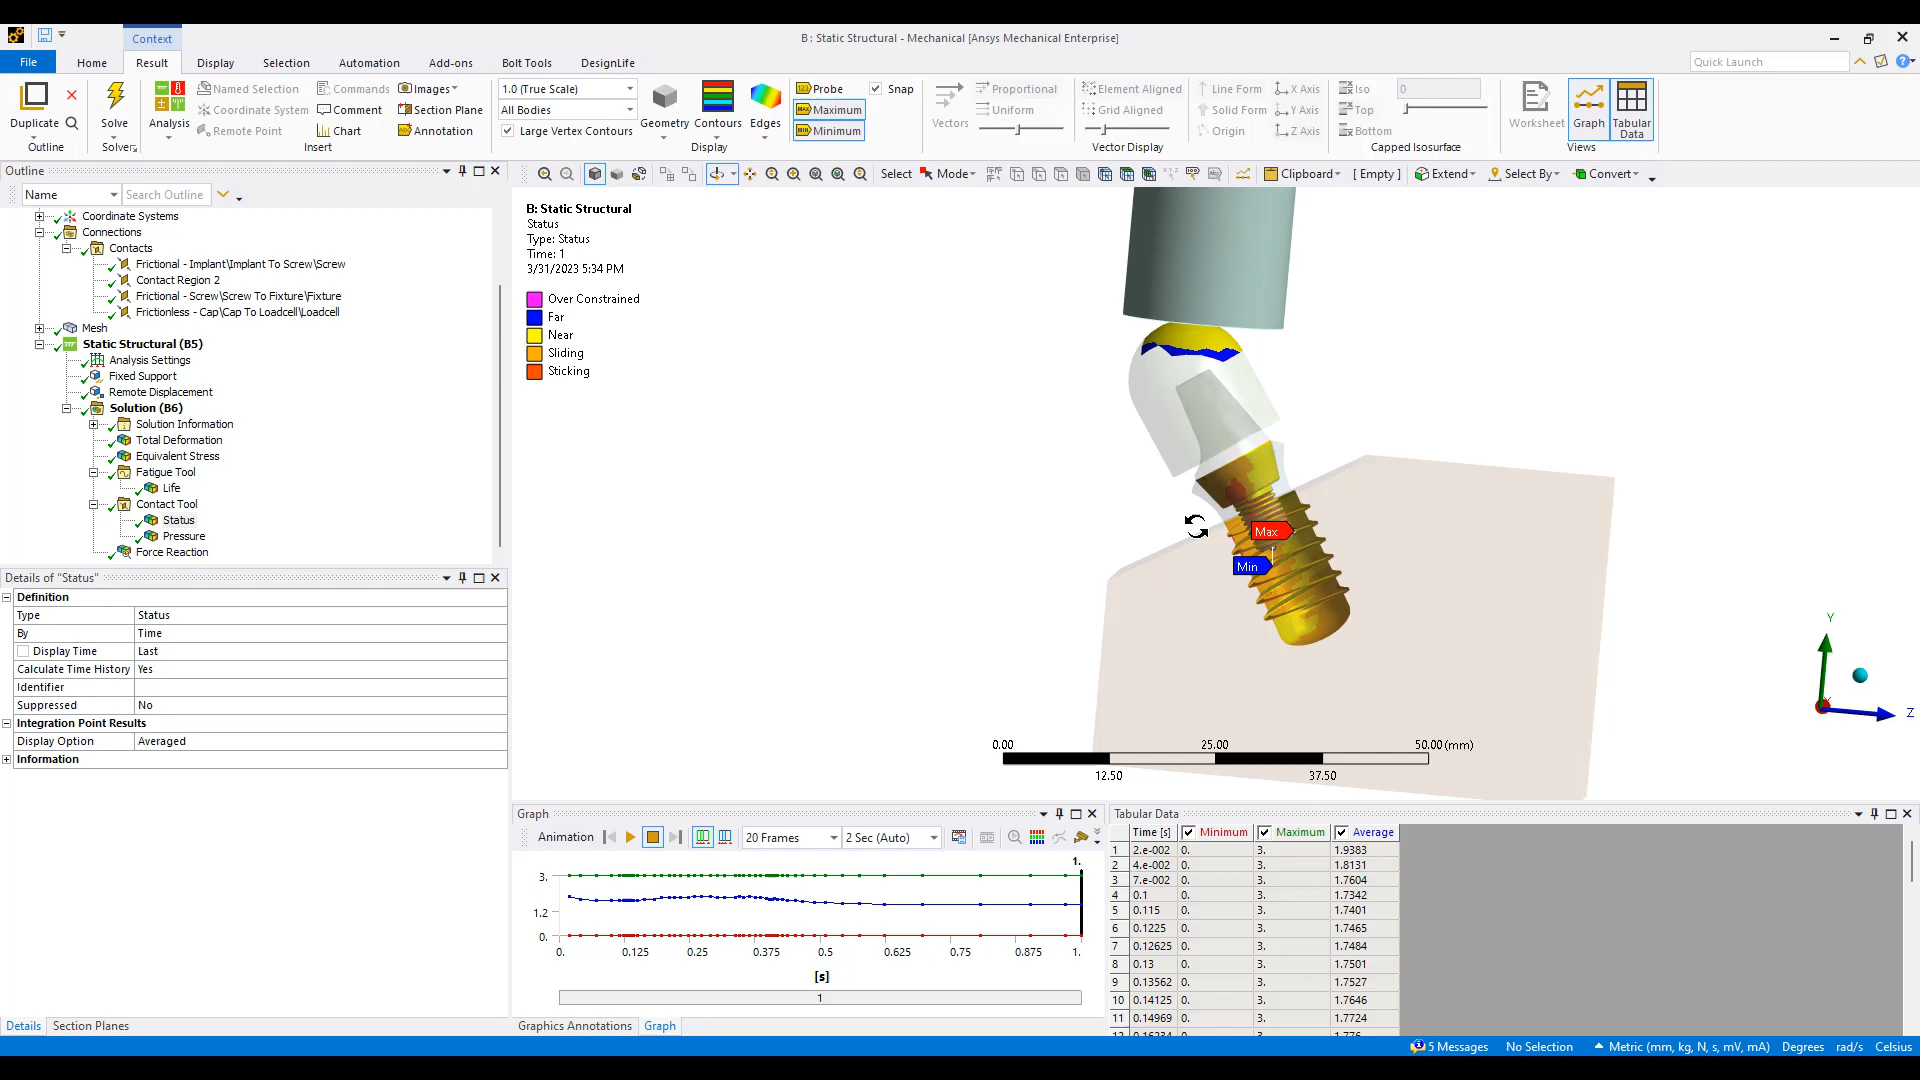 Context
B : Static Structural - Mechanical [Ansys Mechanical Enterprise]
File
Home
Result
Display
Selection
Automation
Add-ons
Bolt Tools
DesignLife
Quick Launch
Duplicate
Outline
Solve
Solver
Analysis
Named Selection
Coordinate System
Remote Point
Commands
Comment
Chart
Images
Section Plane
Annotation
Insert
1.0 (True Scale)
All Bodies
Large Vertex Contours
Geometry
Contours
Edges
Display
Probe
Maximum
Minimum
Snap
Vectors
Proportional
Uniform
Element Aligned
Grid Aligned
Line Form
Solid Form
Origin
X Axis
Y Axis
Z Axis
Vector Display
Iso
Top
Bottom
0
Capped Isosurface
Worksheet
Graph
Tabular Data
Views
Outline
Name
Search Outline
Select
Mode
Clipboard
[ Empty ]
Extend
Select By
Convert
Coordinate Systems
Connections
Contacts
Frictional - Implant\Implant To Screw\Screw
Contact Region 2
Frictional - Screw\Screw To Fixture\Fixture
Frictionless - Cap\Cap To Loadcell\Loadcell
Mesh
Static Structural (B5)
Analysis Settings
Fixed Support
Remote Displacement
Solution (B6)
Solution Information
Total Deformation
Equivalent Stress
Fatigue Tool
Life
Contact Tool
Status
Pressure
Force Reaction
Details of "Status"
Definition
Type Status
By Time
Display Time Last
Calculate Time History Yes
Identifier
Suppressed No
Integration Point Results
Display Option Averaged
Information
Details
Section Planes
B: Static Structural
Status
Type: Status
Time: 1
3/31/2023 5:34 PM
Over Constrained
Far
Near
Sliding
Sticking
Max
Min
0.00 25.00 50.00 (mm)
12.50 37.50
Y
Z
Graph
Animation
20 Frames
2 Sec (Auto)
1.
3.
1.2
0.
0. 0.125 0.25 0.375 0.5 0.625 0.75 0.875 1.
[s]
1
Graphics Annotations
Graph
Tabular Data
Time [s] Minimum Maximum Average
1 2.e-002 0. 3. 1.9383
2 4.e-002 0. 3. 1.8131
3 7.e-002 0. 3. 1.7604
4 0.1 0. 3. 1.7342
5 0.115 0. 3. 1.7401
6 0.1225 0. 3. 1.7465
7 0.12625 0. 3. 1.7484
8 0.13 0. 3. 1.7501
9 0.13562 0. 3. 1.7527
10 0.14125 0. 3. 1.7646
11 0.14969 0. 3. 1.7724
5 Messages
No Selection
Metric (mm, kg, N, s, mV, mA)
Degrees
rad/s
Celsius